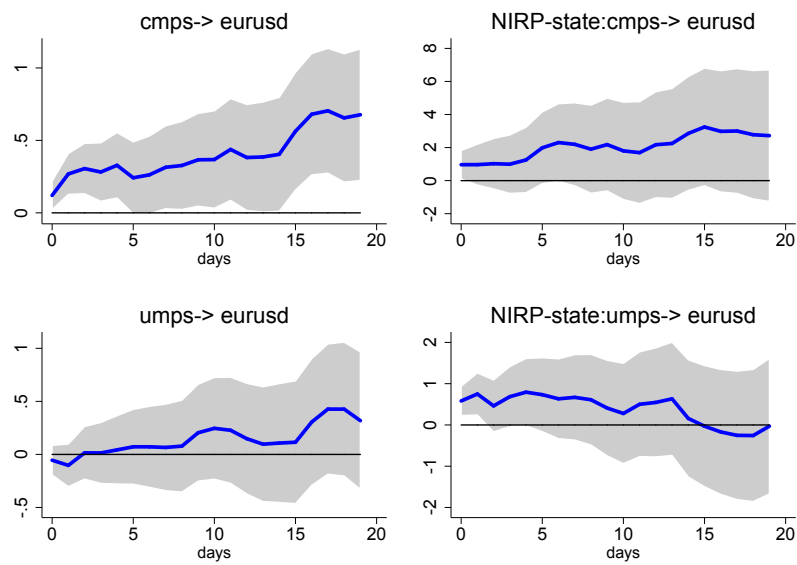 cmps-> eurusd
1
.5
0
0 5 10 15 20
days
NIRP-state:cmps-> eurusd
8
6
4
2
0
-2
0 5 10 15 20
days
umps-> eurusd
1
.5
0
-.5
0 5 10 15 20
days
NIRP-state:umps-> eurusd
2
1
0
-1
-2
0 5 10 15 20
days